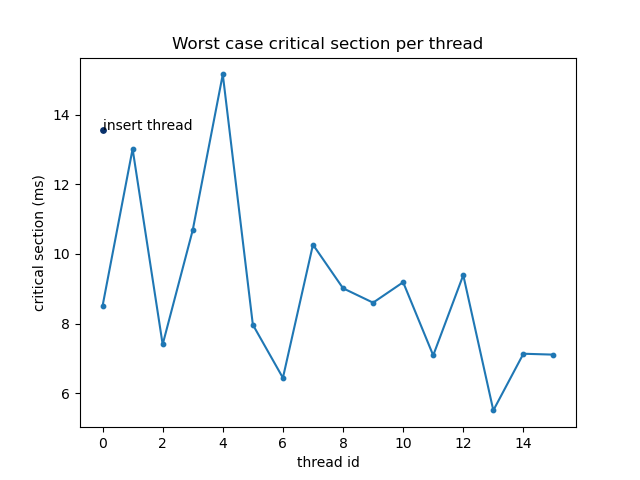 Worst case critical section per thread
critical section (ms)
14
12
10
8
6
insert thread
0 2 4 6 8 10 12 14
thread id